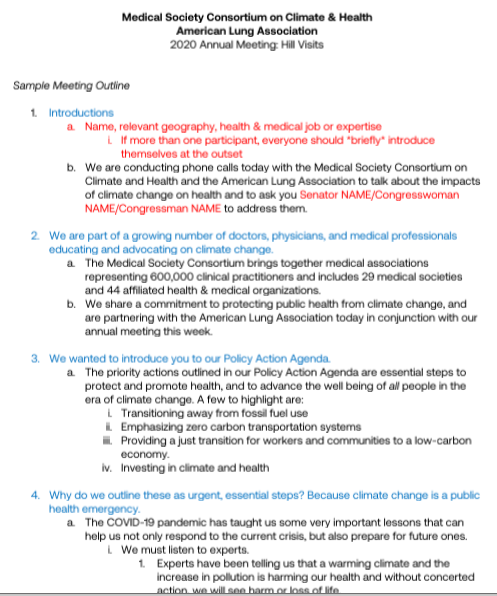 Medical Society Consortium on Climate & Health
American Lung Association
2020 Annual Meeting: Hill Visits
Sample Meeting Outline
1. Introductions
a. Name, relevant geography, health & medical job or expertise
i. If more than one participant, everyone should *briefly* introduce
themselves at the outset
b. We are conducting phone calls today with the Medical Society Consortium on
Climate and Health and the American Lung Association to talk about the impacts
of climate change on health and to ask you Senator NAME/Congresswoman
NAME/Congressman NAME to address them.
2. We are part of a growing number of doctors, physicians, and medical professionals
educating and advocating on climate change.
a. The Medical Society Consortium brings together medical associations
representing 600,000 clinical practitioners and includes 29 medical societies
and 44 affiliated health & medical organizations.
b. We share a commitment to protecting public health from climate change, and
are partnering with the American Lung Association today in conjunction with our
annual meeting this week.
3. We wanted to introduce you to our Policy Action Agenda.
a. The priority actions outlined in our Policy Action Agenda are essential steps to
protect and promote health, and to advance the well being of all people in the
era of climate change. A few to highlight are:
i. Transitioning away from fossil fuel use
ii. Emphasizing zero carbon transportation systems
iii. Providing a just transition for workers and communities to a low-carbon
economy.
iv. Investing in climate and health
4. Why do we outline these as urgent, essential steps? Because climate change is a public
health emergency.
a. The COVID-19 pandemic has taught us some very important lessons that can
help us not only respond to the current crisis, but also prepare for future ones.
i. We must listen to experts.
1. Experts have been telling us that a warming climate and the
increase in pollution is harming our health and without concerted
action, we will see harm or loss of life